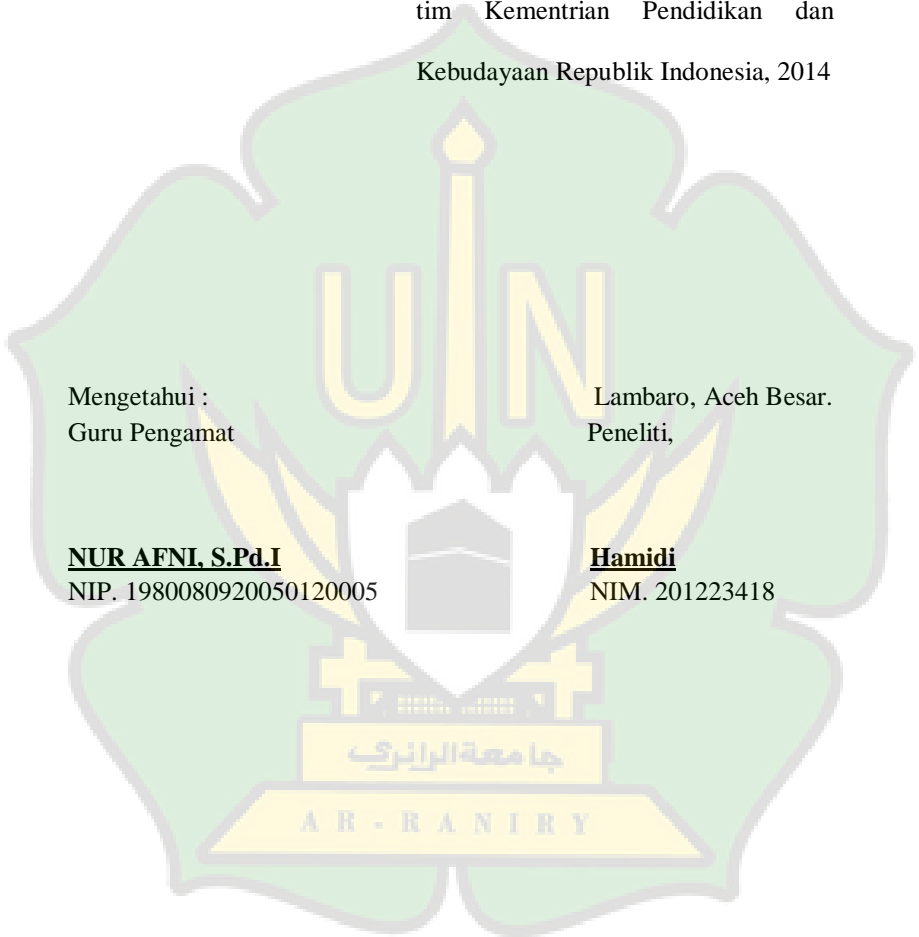 tim Kementrian Pendidikan dan
Kebudayaan Republik Indonesia, 2014
UIN
Mengetahui :
Lambaro, Aceh Besar.
Guru Pengamat
Peneliti,
NUR AFNI, S.Pd.I
Hamidi
NIP. 1980080920050120005
NIM. 201223418
جامعة الرانري
AR-RANIRY